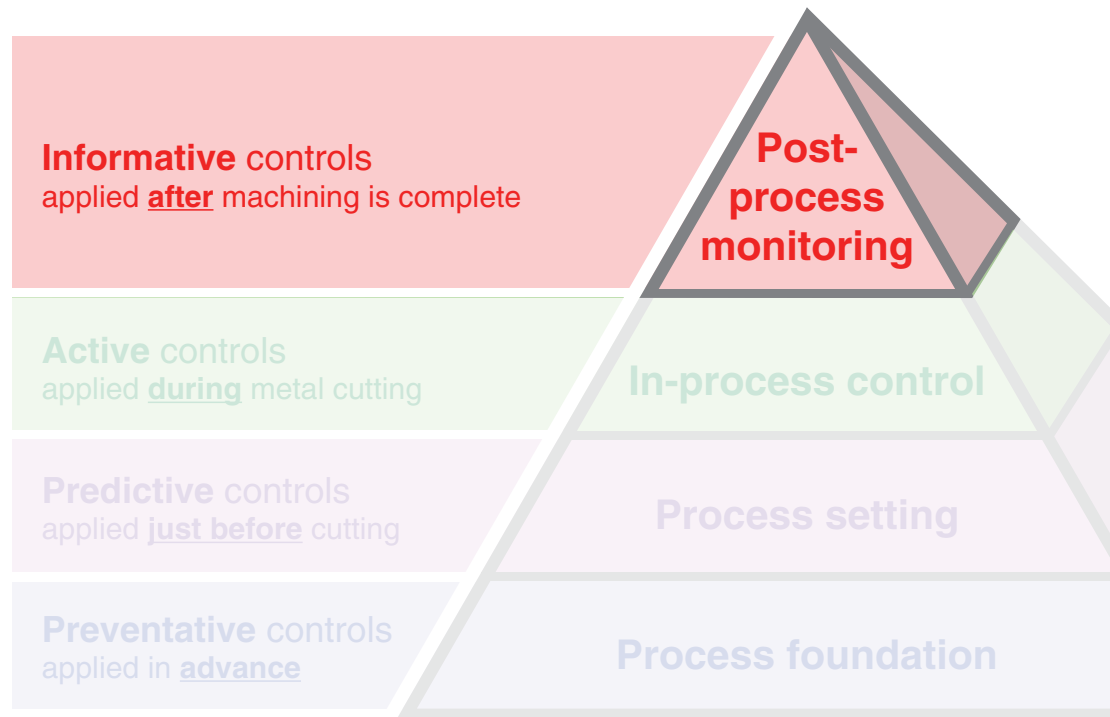 Informative controls
applied after machining is complete
Post-
process
monitoring
Active controls
applied during metal cutting
In-process control
Predictive controls
applied just before cutting
Process setting
Preventative controls
applied in advance
Process foundation